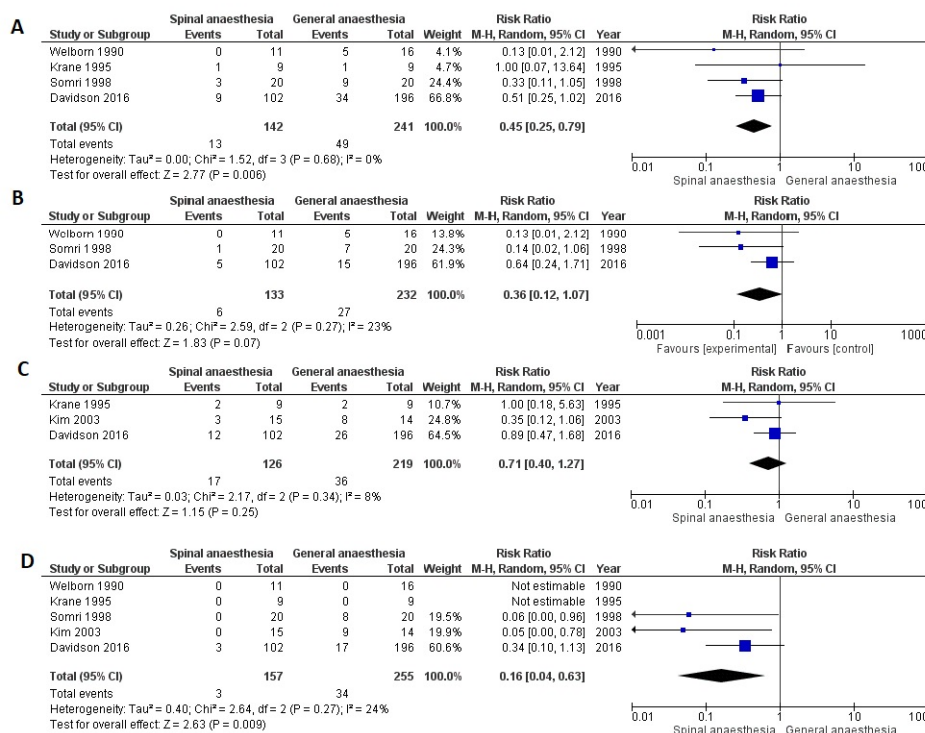 A
Spinal anaesthesia General anaesthesia Risk Ratio Risk Ratio
Study or Subgroup Events Total Events Total Weight M-H, Random, 95% CI Year M-H, Random, 95% CI
Welborn 1990 0 11 5 16 4.1% 0.13 [0.01, 2.12] 1990
Krane 1995 1 9 1 9 4.7% 1.00 [0.07, 13.64] 1995
Somri 1998 3 20 9 20 24.4% 0.33 [0.11, 1.05] 1998
Davidson 2016 9 102 34 196 66.8% 0.51 [0.25, 1.02] 2016
Total (95% CI) 142 241 100.0% 0.45 [0.25, 0.79]
Total events 13 49
Heterogeneity: Tau² = 0.00; Chi² = 1.52, df = 3 (P = 0.68); I² = 0%
Test for overall effect: Z = 2.77 (P = 0.006)
0.01 0.1 1 10 100
Spinal anaesthesia General anaesthesia
B
Spinal anaesthesia General anaesthesia Risk Ratio Risk Ratio
Study or Subgroup Events Total Events Total Weight M-H, Random, 95% CI Year M-H, Random, 95% CI
Welborn 1990 0 11 5 16 13.8% 0.13 [0.01, 2.12] 1990
Somri 1998 1 20 7 20 24.3% 0.14 [0.02, 1.06] 1998
Davidson 2016 5 102 15 196 61.9% 0.64 [0.24, 1.71] 2016
Total (95% CI) 133 232 100.0% 0.36 [0.12, 1.07]
Total events 6 27
Heterogeneity: Tau² = 0.26; Chi² = 2.59, df = 2 (P = 0.27); I² = 23%
Test for overall effect: Z = 1.83 (P = 0.07)
0.001 0.1 1 10 1000
Favours [experimental] Favours [control]
C
Spinal anaesthesia General anaesthesia Risk Ratio Risk Ratio
Study or Subgroup Events Total Events Total Weight M-H, Random, 95% CI Year M-H, Random, 95% CI
Krane 1995 2 9 2 9 10.7% 1.00 [0.18, 5.63] 1995
Kim 2003 3 15 8 14 24.8% 0.35 [0.12, 1.06] 2003
Davidson 2016 12 102 26 196 64.5% 0.89 [0.47, 1.68] 2016
Total (95% CI) 126 219 100.0% 0.71 [0.40, 1.27]
Total events 17 36
Heterogeneity: Tau² = 0.03; Chi² = 2.17, df = 2 (P = 0.34); I² = 8%
Test for overall effect: Z = 1.15 (P = 0.25)
0.01 0.1 1 10 100
Spinal anaesthesia General anaesthesia
D
Spinal anaesthesia General anaesthesia Risk Ratio Risk Ratio
Study or Subgroup Events Total Events Total Weight M-H, Random, 95% CI Year M-H, Random, 95% CI
Welborn 1990 0 11 0 16 Not estimable 1990
Krane 1995 0 9 0 9 Not estimable 1995
Somri 1998 0 20 8 20 19.5% 0.06 [0.00, 0.96] 1998
Kim 2003 0 15 9 14 19.9% 0.05 [0.00, 0.78] 2003
Davidson 2016 3 102 17 196 60.6% 0.34 [0.10, 1.13] 2016
Total (95% CI) 157 255 100.0% 0.16 [0.04, 0.63]
Total events 3 34
Heterogeneity: Tau² = 0.40; Chi² = 2.64, df = 2 (P = 0.27); I² = 24%
Test for overall effect: Z = 2.63 (P = 0.009)
0.01 0.1 1 10 100
Spinal anaesthesia General anaesthesia